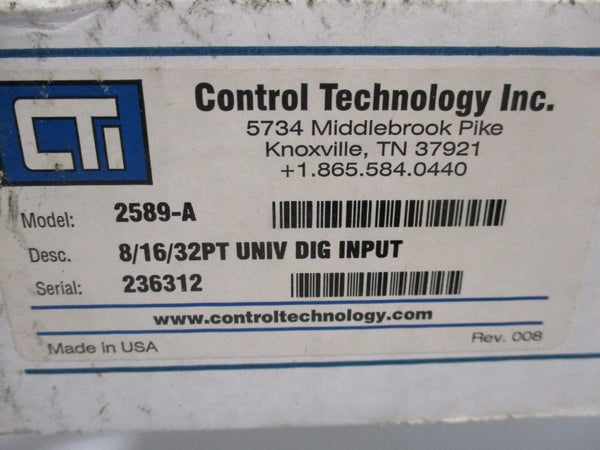 CTI
Control Technology Inc.
5734 Middlebrook Pike
Knoxville, TN 37921
+1.865.584.0440
Model: 2589-A
Desc. 8/16/32PT UNIV DIG INPUT
Serial: 236312
www.controltechnology.com
Made in USA Rev. 008